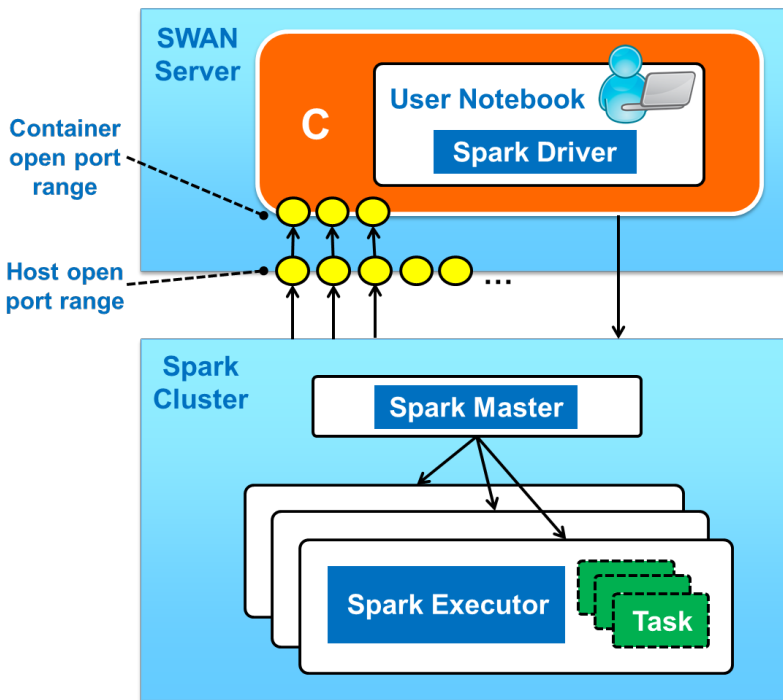 SWAN
Server
C
User Notebook
Spark Driver
Container
open port
range
Host open
port range
...
Spark
Cluster
Spark Master
Spark Executor
Task